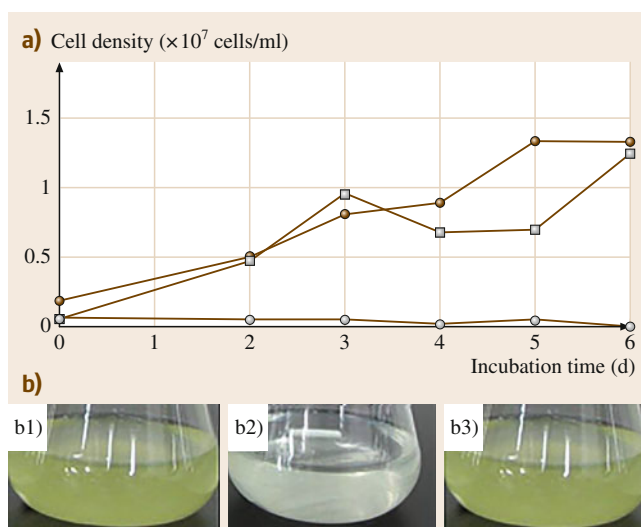 a) Cell density (×10⁷ cells/ml)
1.5
1
0.5
0
0 1 2 3 4 5 6
Incubation time (d)
b)
b1) b2) b3)